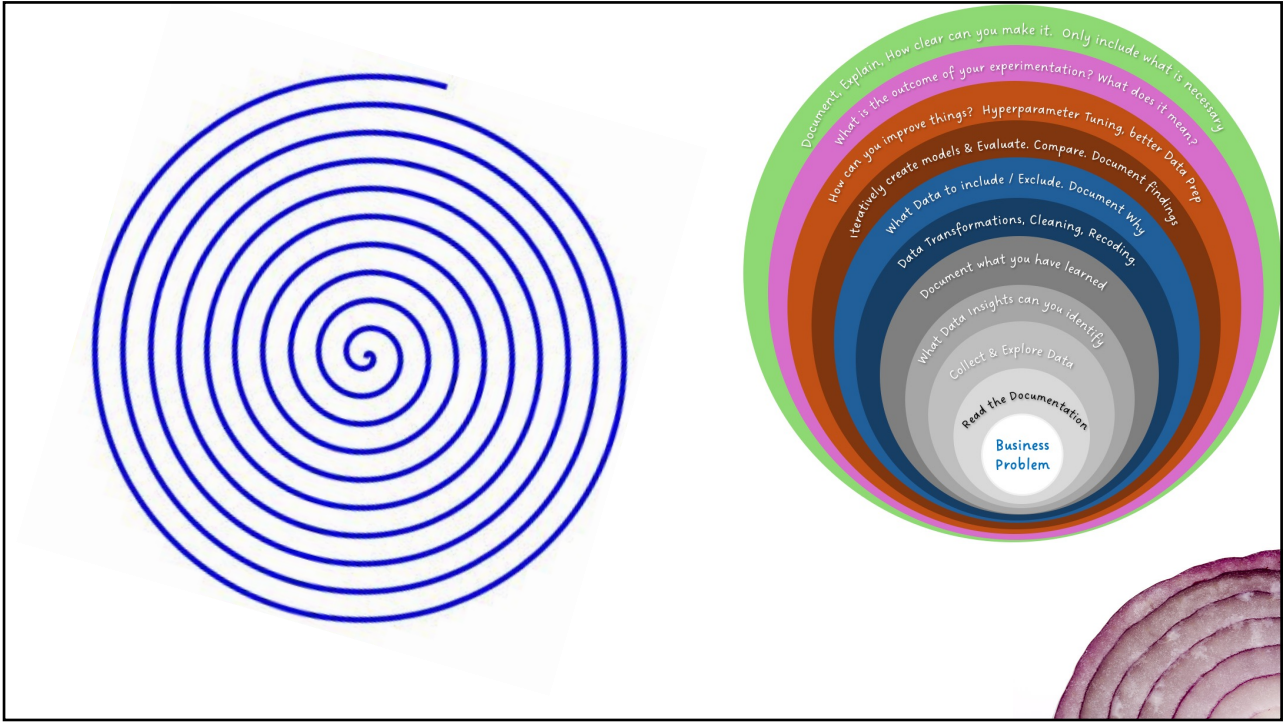 Document, Explain, How clear can you make it.  Only include what is necessary
What is the outcome of your experimentation? What does it mean?
How can you improve things?  Hyperparameter Tuning, better Data Prep
Iteratively create models & Evaluate. Compare. Document findings
What Data to include / Exclude. Document Why
Data Transformations, Cleaning, Recoding.
Document what you have learned
What Data Insights can you identify
Collect & Explore Data
Read the Documentation
Business
Problem